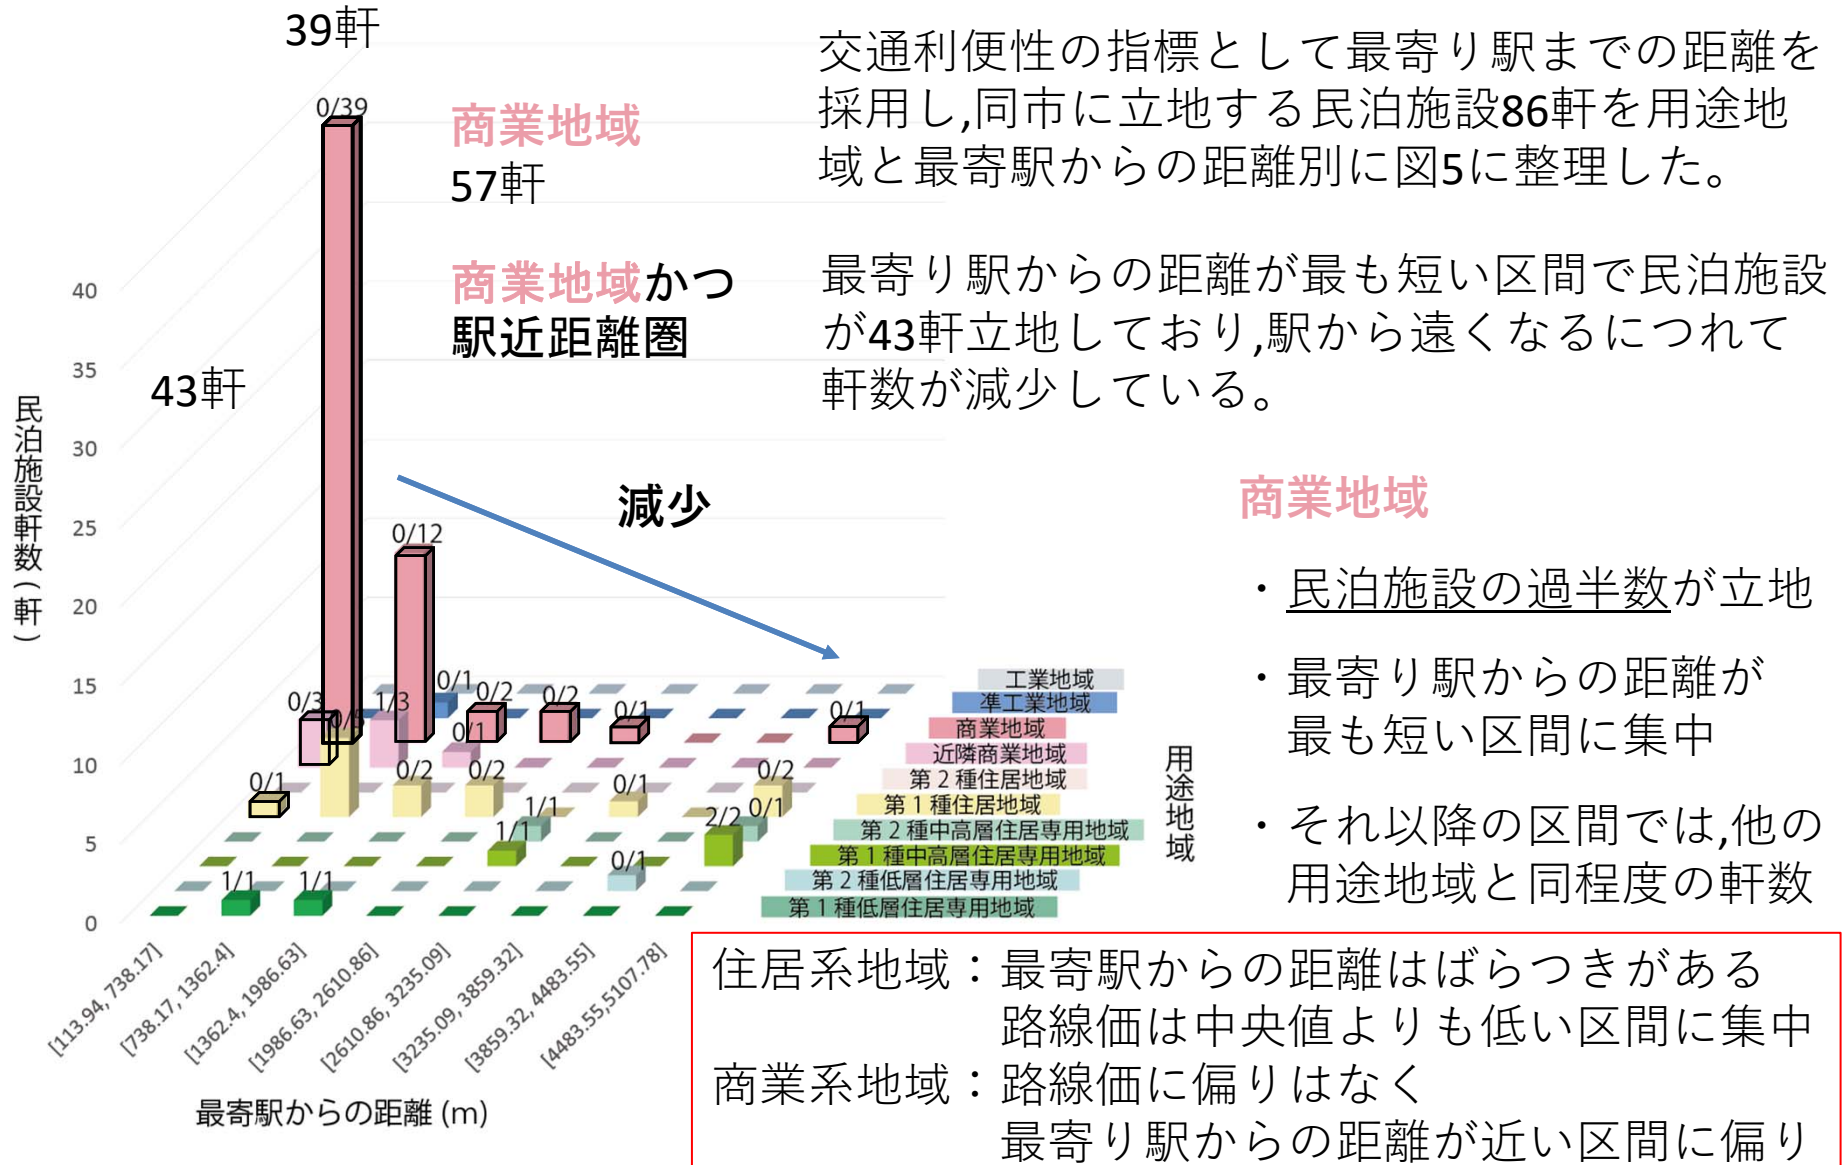 39軒
交通利便性の指標として最寄り駅までの距離を
採用し,同市に立地する民泊施設86軒を用途地
域と最寄駅からの距離別に図5に整理した。
商業地域
57軒
商業地域かつ
駅近距離圏
最寄り駅からの距離が最も短い区間で民泊施設
が43軒立地しており,駅から遠くなるにつれて
軒数が減少している。
43軒
減少
商業地域
・民泊施設の過半数が立地
・最寄り駅からの距離が
最も短い区間に集中
・それ以降の区間では,他の
用途地域と同程度の軒数
民泊施設軒数(軒)
40
35
30
25
20
15
10
5
0
0/39
0/12
0/1
0/2
0/2
0/1
0/1
0/3
1/3
0/1
0/1
0/5
0/2
0/2
0/1
0/2
1/1
0/1
1/1
2/2
0/1
1/1
1/1
工業地域
準工業地域
商業地域
近隣商業地域
第2種住居地域
第1種住居地域
第2種中高層住居専用地域
第1種中高層住居専用地域
第2種低層住居専用地域
第1種低層住居専用地域
用途地域
[113.94, 738.17]
[738.17, 1362.4]
[1362.4, 1986.63]
[1986.63, 2610.86]
[2610.86, 3235.09]
[3235.09, 3859.32]
[3859.32, 4483.55]
[4483.55,5107.78]
最寄駅からの距離 (m)
住居系地域：最寄駅からの距離はばらつきがある
路線価は中央値よりも低い区間に集中
商業系地域：路線価に偏りはなく
最寄り駅からの距離が近い区間に偏り